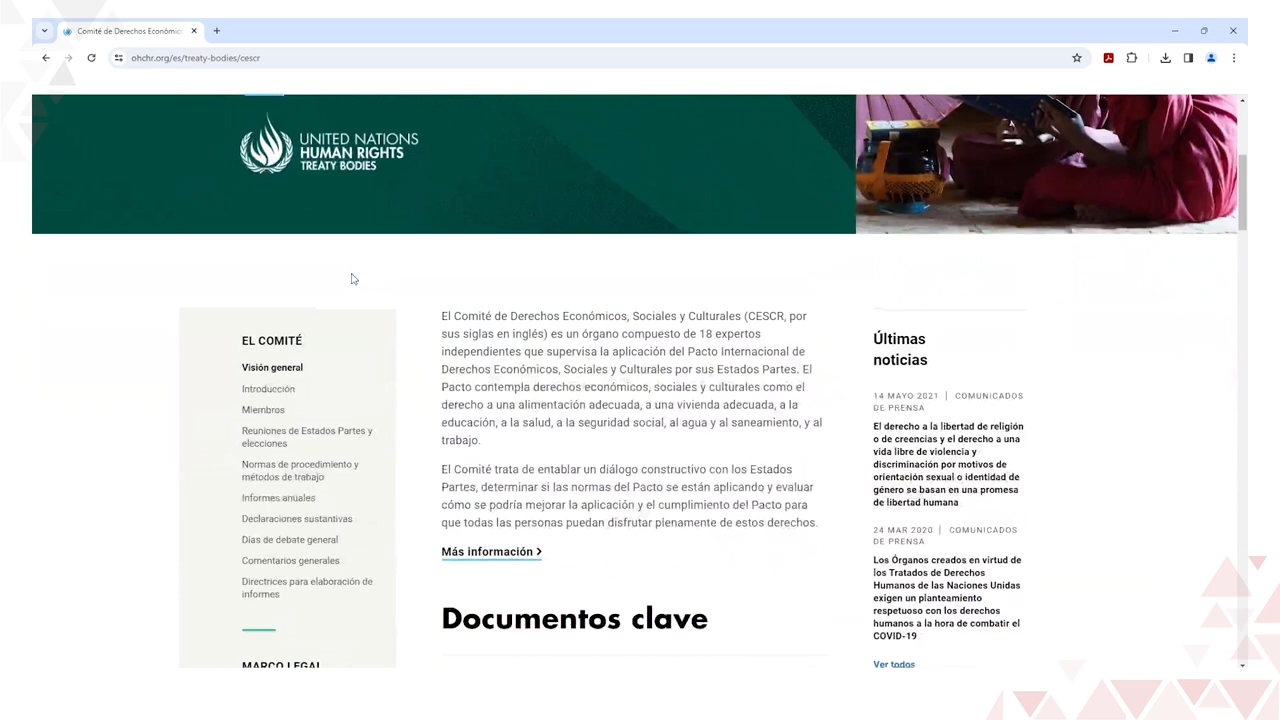 Comité de Derechos Económic
ohchr.org/es/treaty-bodies/cescr
UNITED NATIONS
HUMAN RIGHTS
TREATY BODIES
EL COMITÉ
Visión general
Introducción
Miembros
Reuniones de Estados Partes y
elecciones
Normas de procedimiento y
métodos de trabajo
Informes anuales
Declaraciones sustantivas
Días de debate general
Comentarios generales
Directrices para elaboración de
informes
MARCO LEGAL
El Comité de Derechos Económicos, Sociales y Culturales (CESCR, por
sus siglas en inglés) es un órgano compuesto de 18 expertos
independientes que supervisa la aplicación del Pacto Internacional de
Derechos Económicos, Sociales y Culturales por sus Estados Partes. El
Pacto contempla derechos económicos, sociales y culturales como el
derecho a una alimentación adecuada, a una vivienda adecuada, a la
educación, a la salud, a la seguridad social, al agua y al saneamiento, y al
trabajo.
El Comité trata de entablar un diálogo constructivo con los Estados
Partes, determinar si las normas del Pacto se están aplicando y evaluar
cómo se podría mejorar la aplicación y el cumplimiento del Pacto para
que todas las personas puedan disfrutar plenamente de estos derechos.
Más información
Documentos clave
Últimas
noticias
14 MAYO 2021 | COMUNICADOS
DE PRENSA
El derecho a la libertad de religión
o de creencias y el derecho a una
vida libre de violencia y
discriminación por motivos de
orientación sexual o identidad de
género se basan en una promesa
de libertad humana
24 MAR 2020 | COMUNICADOS
DE PRENSA
Los Órganos creados en virtud de
los Tratados de Derechos
Humanos de las Naciones Unidas
exigen un planteamiento
respetuoso con los derechos
humanos a la hora de combatir el
COVID-19
Ver todas